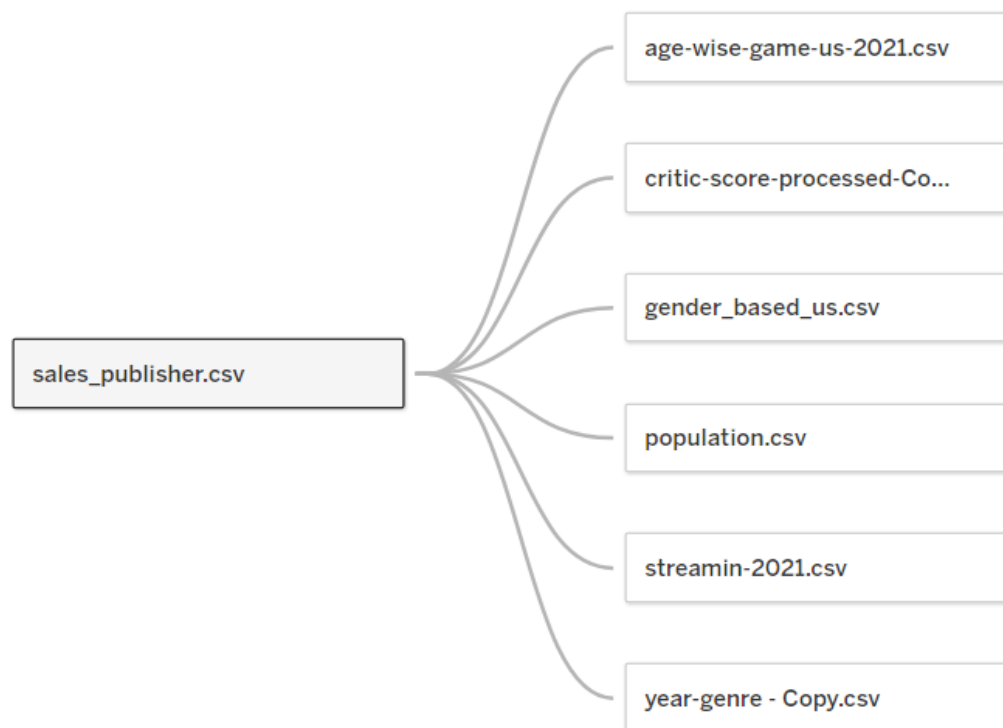 age-wise-game-us-2021.csv
critic-score-processed-Co...
gender_based_us.csv
sales_publisher.csv
population.csv
streamin-2021.csv
year-genre - Copy.csv